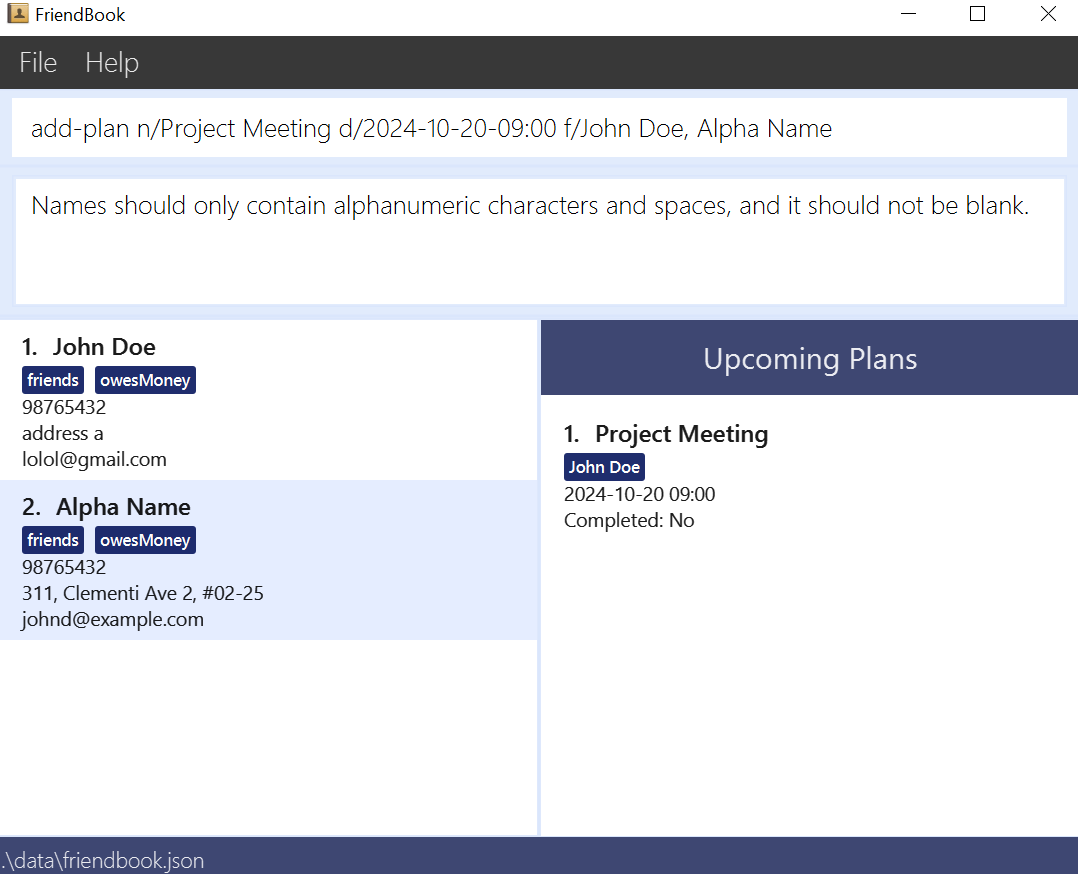 FriendBook
File Help
add-plan n/Project Meeting d/2024-10-20-09:00 f/John Doe, Alpha Name
Names should only contain alphanumeric characters and spaces, and it should not be blank.
1. John Doe
friends owesMoney
98765432
address a
lolol@gmail.com
2. Alpha Name
friends owesMoney
98765432
311, Clementi Ave 2, #02-25
johnd@example.com
Upcoming Plans
1. Project Meeting
John Doe
2024-10-20 09:00
Completed: No
.\data\friendbook.json